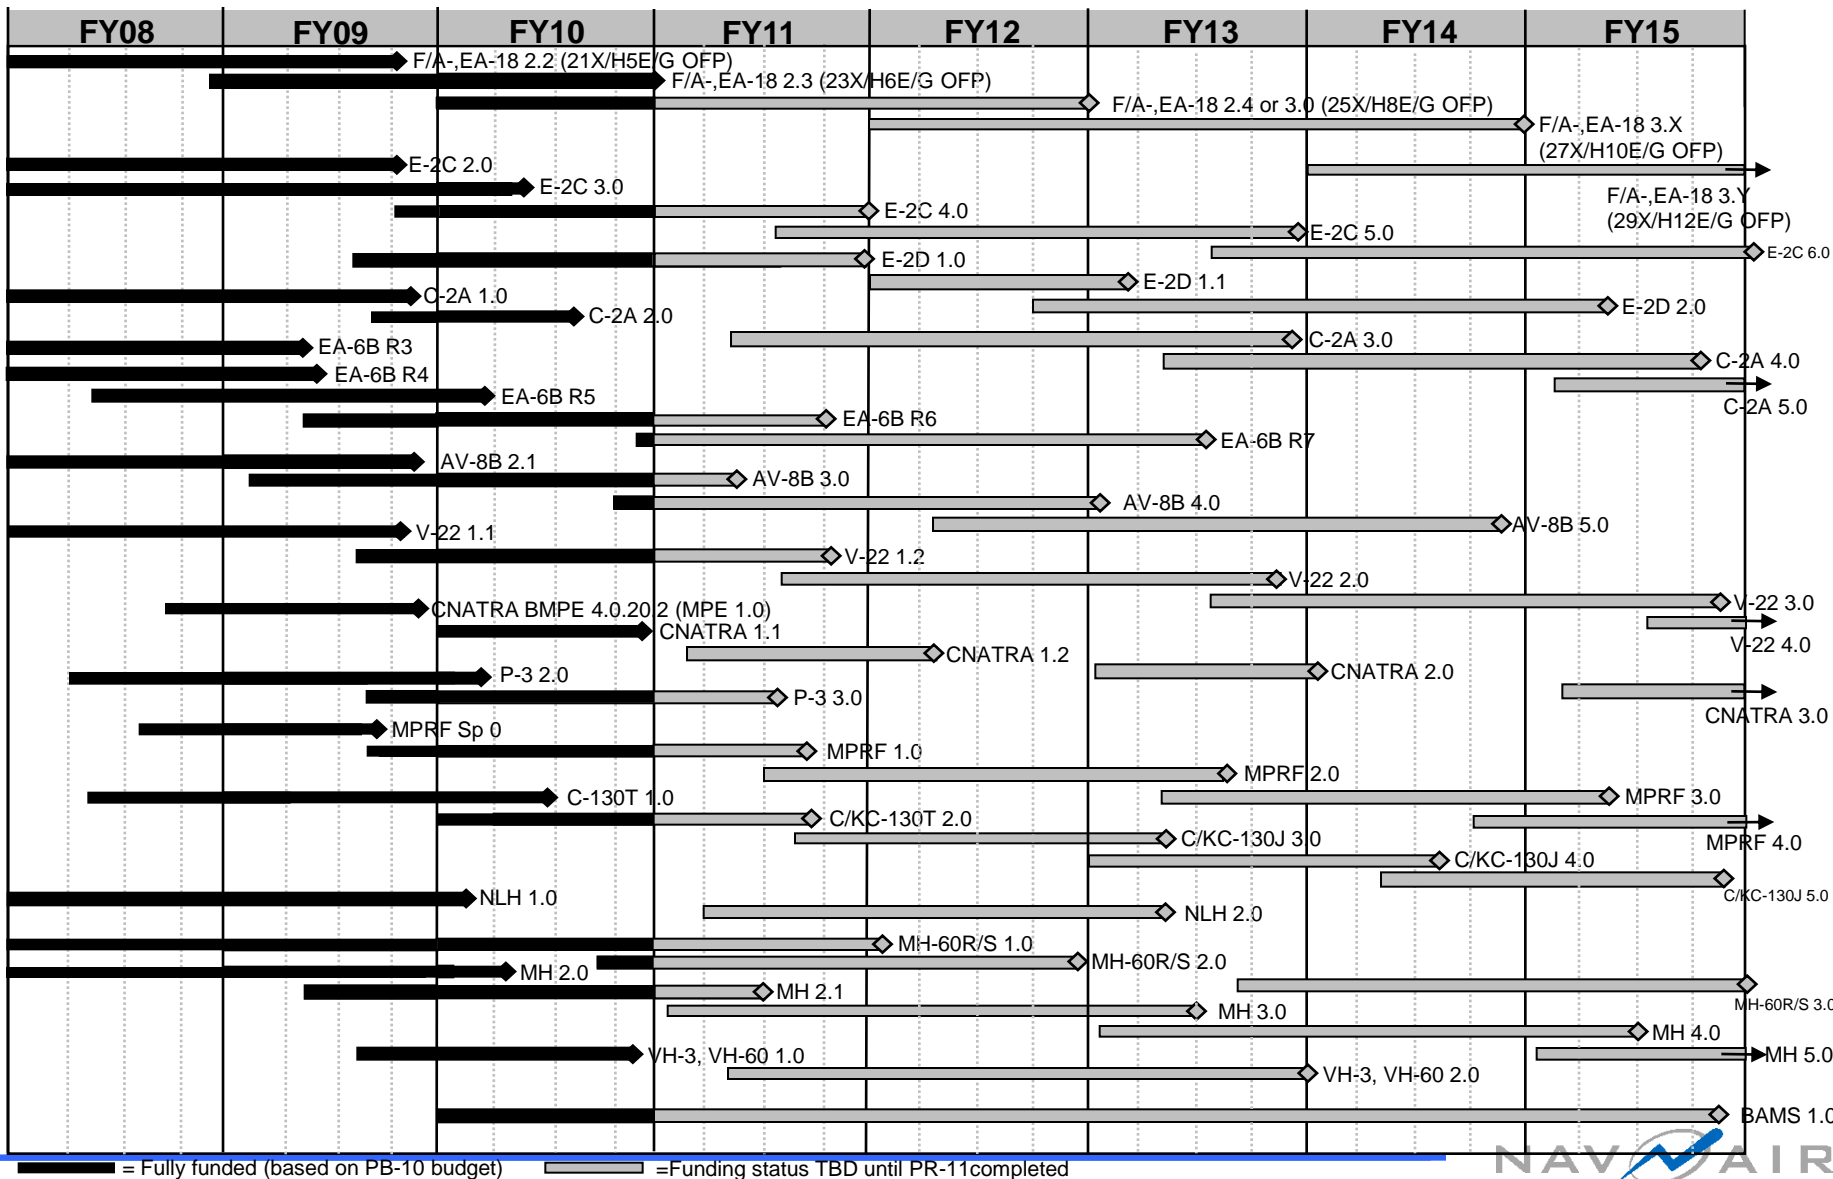 FY08 FY09 FY10 FY11 FY12 FY13 FY14 FY15
F/A-,EA-18 2.2 (21X/H5E/G OFP)
F/A-,EA-18 2.3 (23X/H6E/G OFP)
F/A-,EA-18 2.4 or 3.0 (25X/H8E/G OFP)
F/A-,EA-18 3.X
(27X/H10E/G OFP)
E-2C 2.0
E-2C 3.0
F/A-,EA-18 3.Y
(29X/H12E/G OFP)
E-2C 4.0
E-2C 5.0
E-2C 6.0
E-2D 1.0
E-2D 1.1
C-2A 1.0
E-2D 2.0
C-2A 2.0
C-2A 3.0
EA-6B R3
C-2A 4.0
EA-6B R4
EA-6B R5
C-2A 5.0
EA-6B R6
EA-6B R7
AV-8B 2.1
AV-8B 3.0
AV-8B 4.0
AV-8B 5.0
V-22 1.1
V-22 1.2
V-22 2.0
V-22 3.0
CNATRA BMPE 4.0.20.2 (MPE 1.0)
CNATRA 1.1
V-22 4.0
CNATRA 1.2
CNATRA 2.0
P-3 2.0
P-3 3.0
CNATRA 3.0
MPRF Sp 0
MPRF 1.0
MPRF 2.0
C-130T 1.0
MPRF 3.0
C/KC-130T 2.0
C/KC-130J 3.0
MPRF 4.0
C/KC-130J 4.0
C/KC-130J 5.0
NLH 1.0
NLH 2.0
MH-60R/S 1.0
MH-60R/S 2.0
MH 2.0
MH 2.1
MH-60R/S 3.0
MH 3.0
MH 4.0
VH-3, VH-60 1.0
MH 5.0
VH-3, VH-60 2.0
BAMS 1.0
= Fully funded (based on PB-10 budget)
=Funding status TBD until PR-11completed
NAVAIR